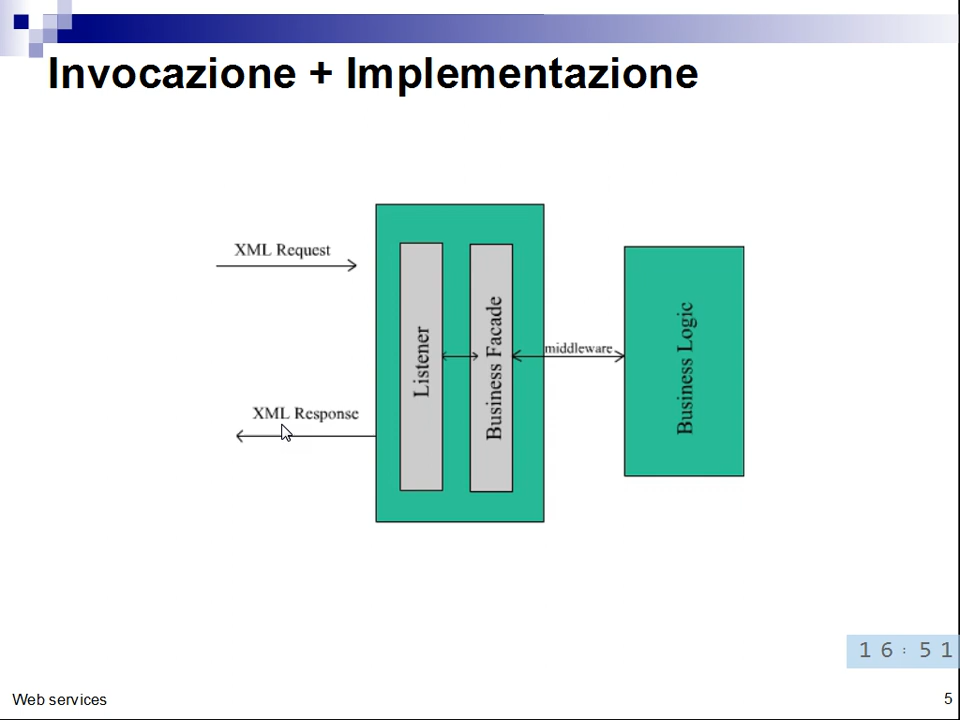 Invocazione + Implementazione
XML Request
XML Response
Listener
Business Facade
middleware
Business Logic
16:51
Web services
5